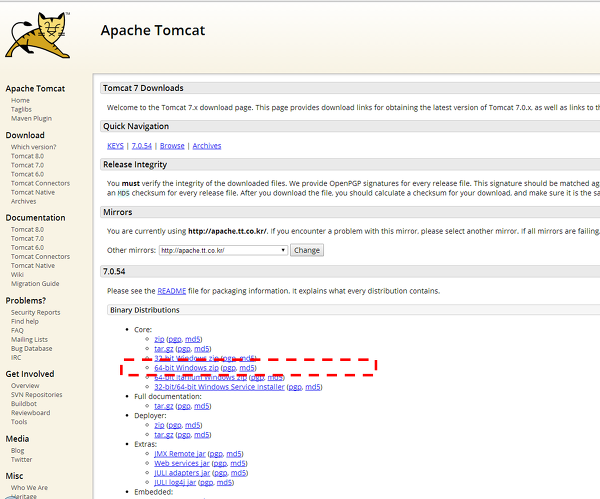 Apache Tomcat
Apache Tomcat
Home
Taglibs
Maven Plugin
Download
Which version?
Tomcat 8.0
Tomcat 7.0
Tomcat 6.0
Tomcat Connectors
Tomcat Native
Archives
Documentation
Tomcat 8.0
Tomcat 7.0
Tomcat 6.0
Tomcat Connectors
Tomcat Native
Wiki
Migration Guide
Problems?
Security Reports
Find help
FAQ
Mailing Lists
Bug Database
IRC
Get Involved
Overview
SVN Repositories
Buildbot
Reviewboard
Tools
Media
Blog
Twitter
Misc
Who We Are
Heritage
Tomcat 7 Downloads
Welcome to the Tomcat 7.x download page. This page provides download links for obtaining the latest version of Tomcat 7.0.x, as well as links to th
Quick Navigation
KEYS | 7.0.54 | Browse | Archives
Release Integrity
You must verify the integrity of the downloaded files. We provide OpenPGP signatures for every release file. This signature should be matched ag
an MD5 checksum for every release file. After you download the file, you should calculate a checksum for your download, and make sure it is the sa
Mirrors
You are currently using http://apache.tt.co.kr/. If you encounter a problem with this mirror, please select another mirror. If all mirrors are failing,
Other mirrors: http://apache.tt.co.kr/ Change
7.0.54
Please see the README file for packaging information. It explains what every distribution contains.
Binary Distributions
Core:
zip (pgp, md5)
tar.gz (pgp, md5)
32-bit Windows zip (pgp, md5)
64-bit Windows zip (pgp, md5)
64-bit Itanium Windows zip (pgp, md5)
32-bit/64-bit Windows Service Installer (pgp, md5)
Full documentation:
tar.gz (pgp, md5)
Deployer:
zip (pgp, md5)
tar.gz (pgp, md5)
Extras:
JMX Remote jar (pgp, md5)
Web services jar (pgp, md5)
JULI adapters jar (pgp, md5)
JULI log4j jar (pgp, md5)
Embedded: